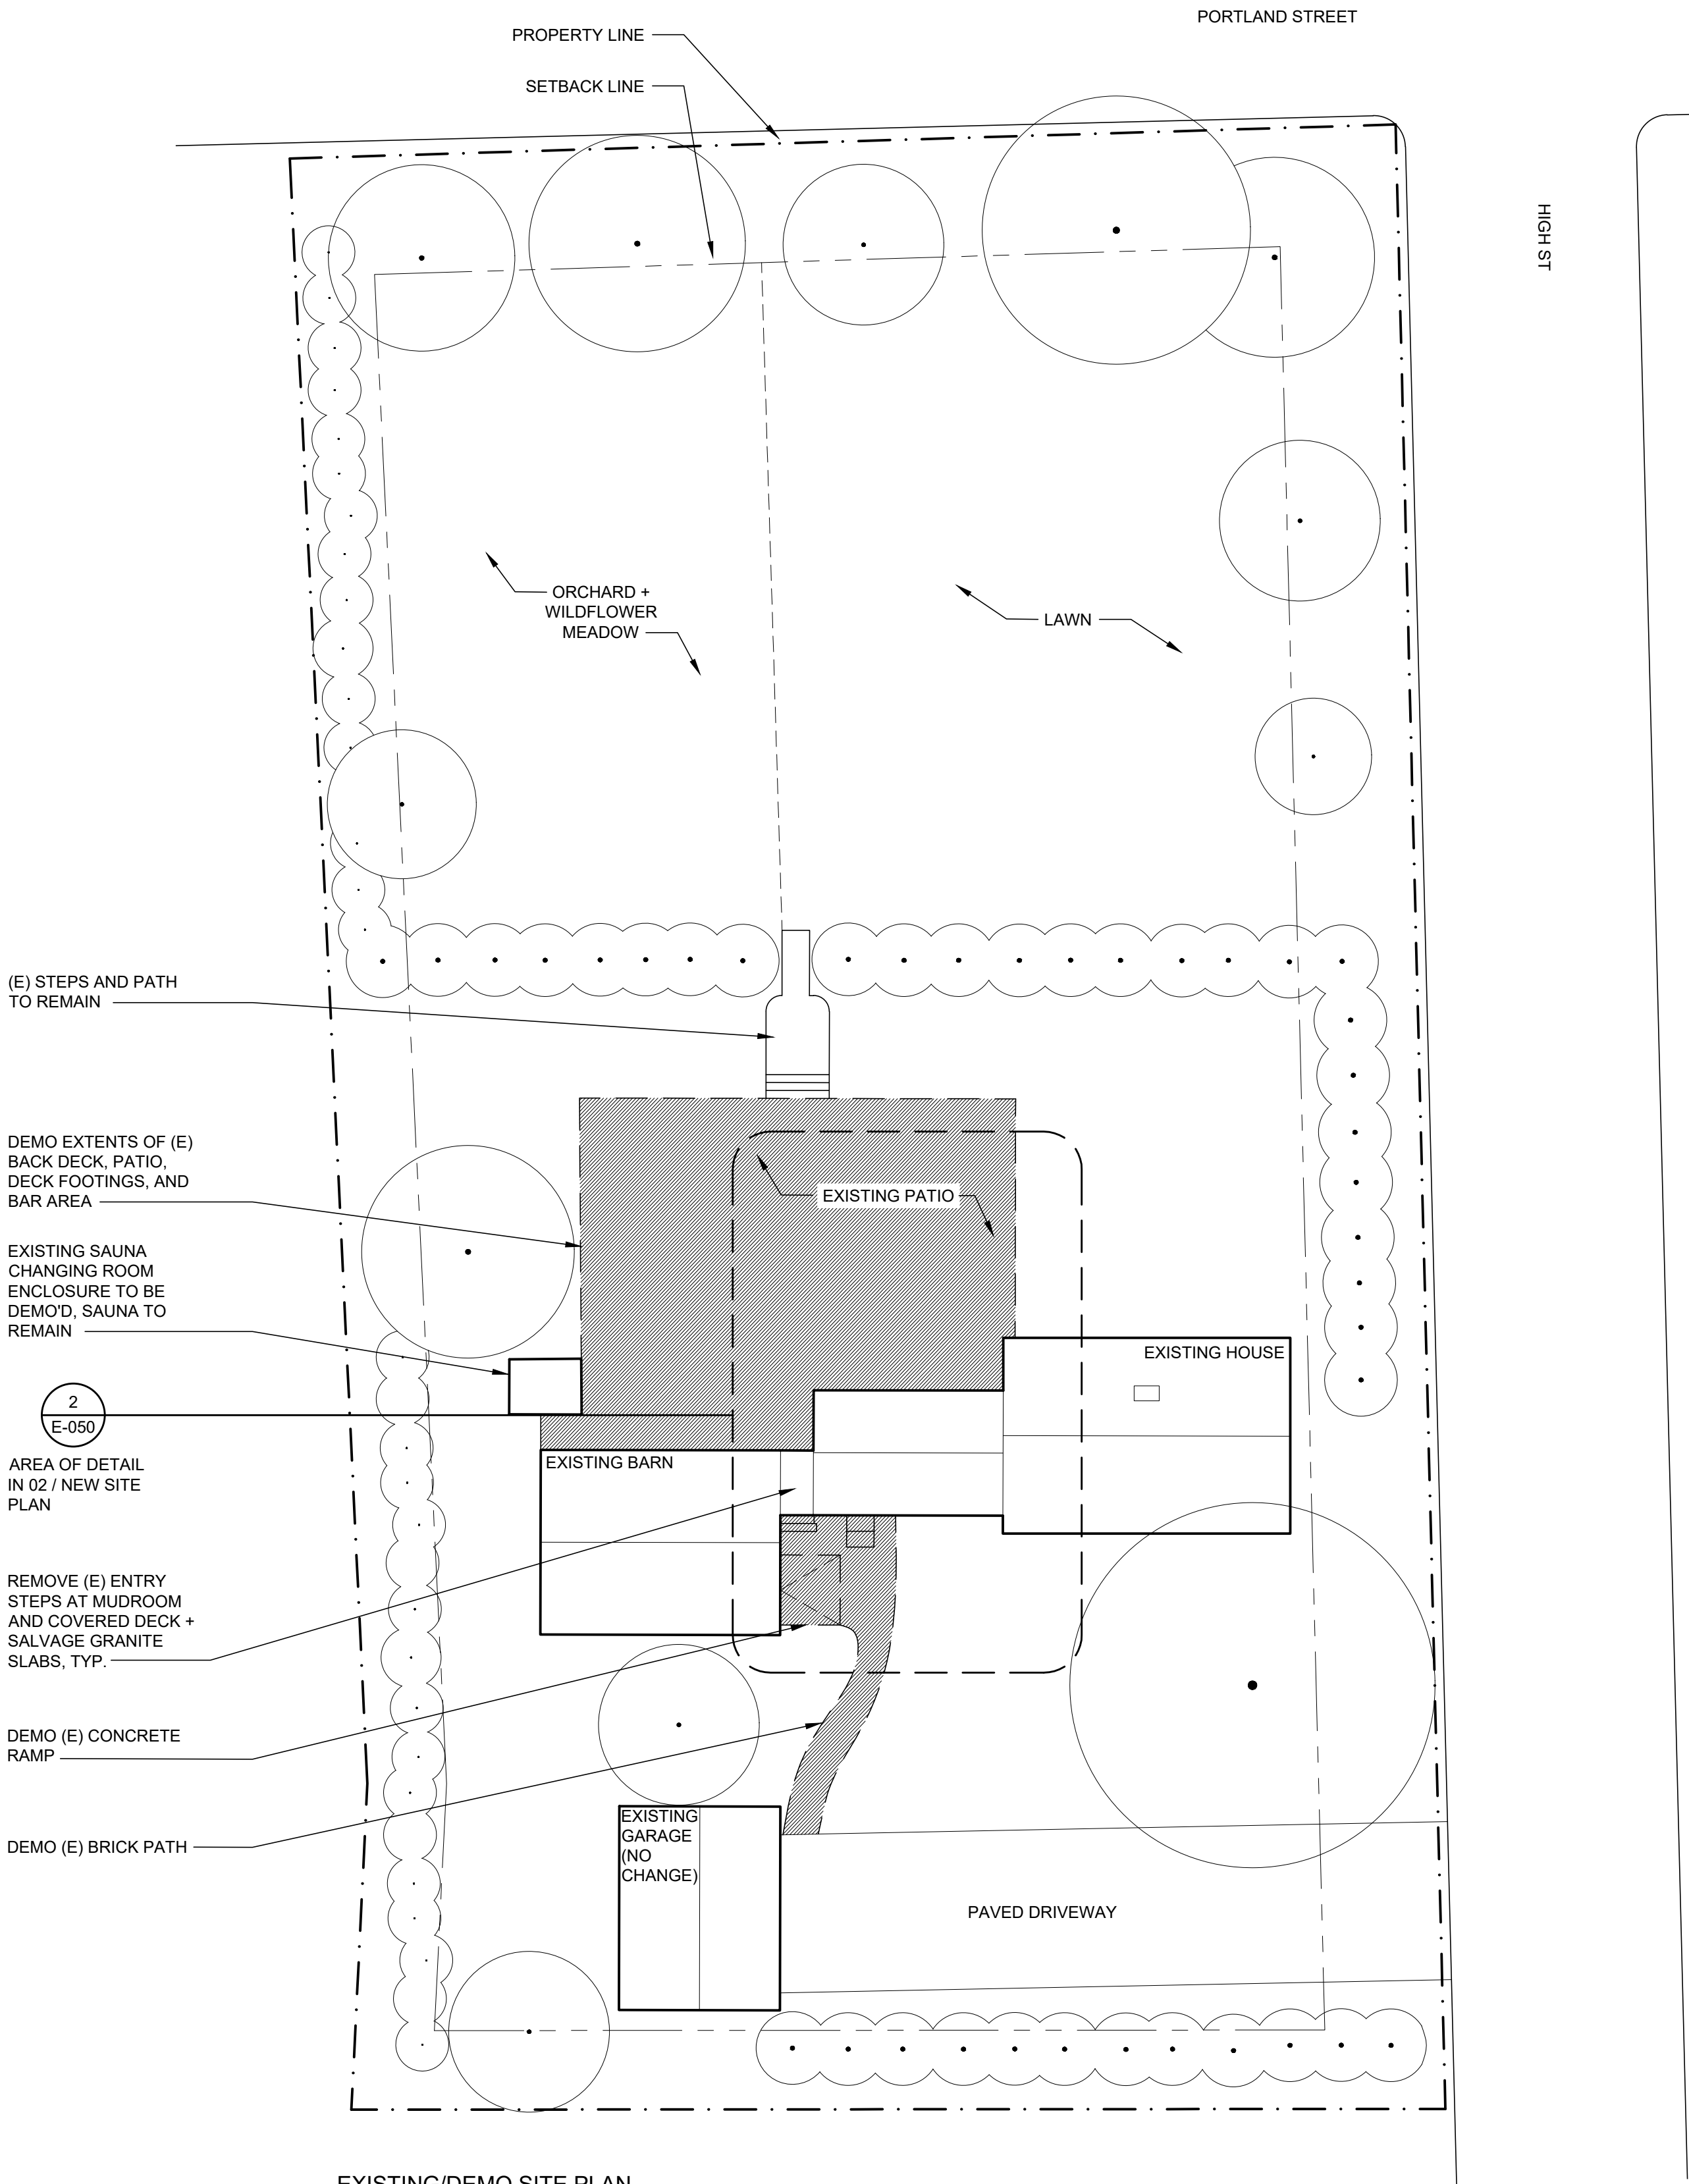 PORTLAND STREET
PROPERTY LINE
SETBACK LINE
HIGH ST
ORCHARD +
WILDFLOWER
MEADOW
LAWN
(E) STEPS AND PATH
TO REMAIN
DEMO EXTENTS OF (E)
BACK DECK, PATIO,
DECK FOOTINGS, AND
BAR AREA
EXISTING PATIO
EXISTING SAUNA
CHANGING ROOM
ENCLOSURE TO BE
DEMO'D, SAUNA TO
REMAIN
EXISTING HOUSE
2
E-050
AREA OF DETAIL
IN 02 / NEW SITE
PLAN
EXISTING BARN
REMOVE (E) ENTRY
STEPS AT MUDROOM
AND COVERED DECK +
SALVAGE GRANITE
SLABS, TYP.
DEMO (E) CONCRETE
RAMP
DEMO (E) BRICK PATH
EXISTING
GARAGE
(NO
CHANGE)
PAVED DRIVEWAY
EXISTING/DEMO SITE PLAN